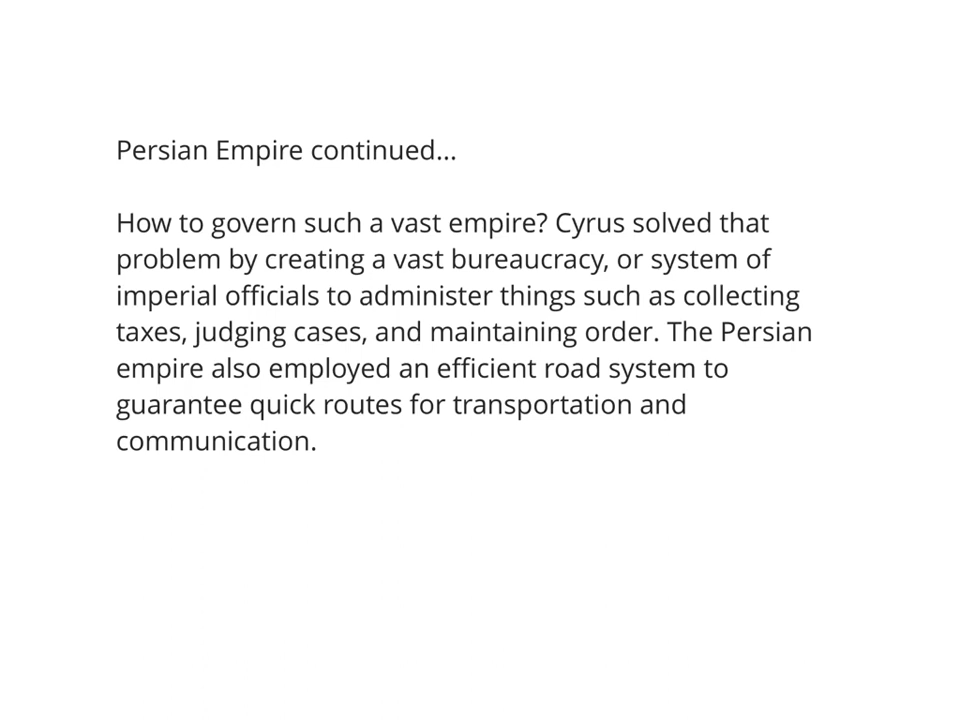 Persian Empire continued...
How to govern such a vast empire? Cyrus solved that
problem by creating a vast bureaucracy, or system of
imperial officials to administer things such as collecting
taxes, judging cases, and maintaining order. The Persian
empire also employed an efficient road system to
guarantee quick routes for transportation and
communication.